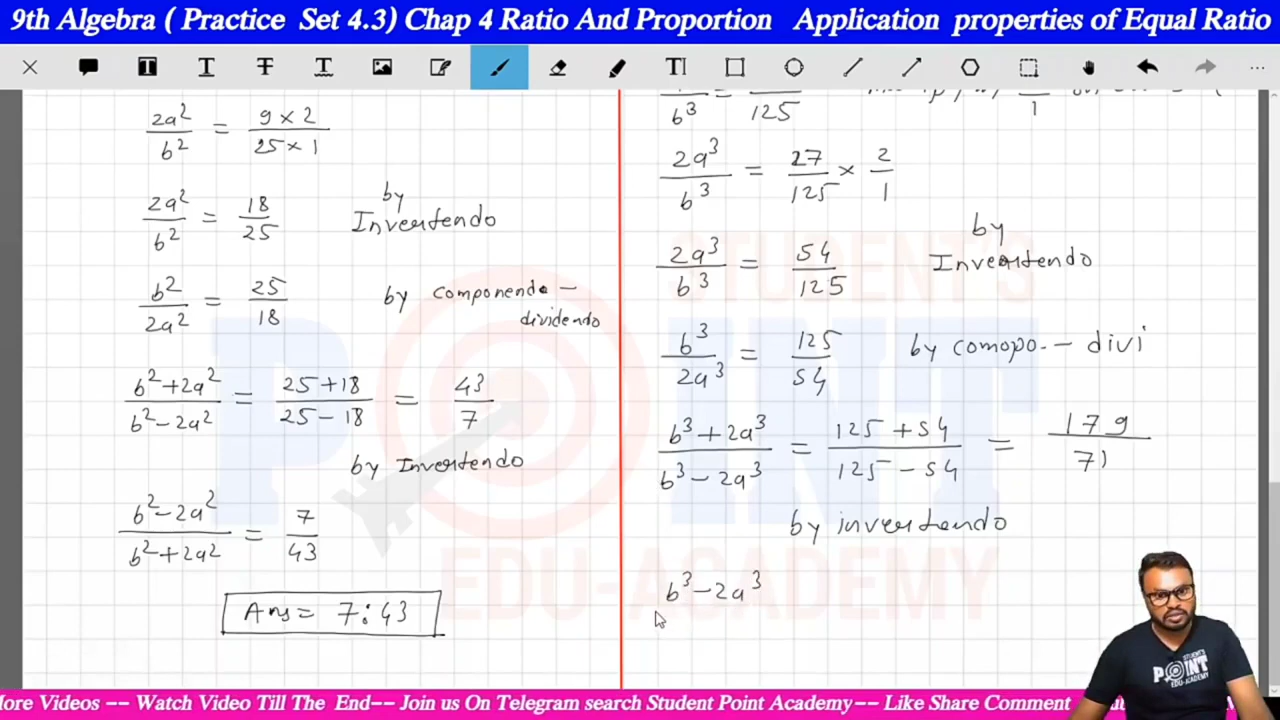 9th Algebra ( Practice Set 4.3) Chap 4 Ratio And Proportion Application properties of Equal Ratio
2a²/b² = 9 × 2/25 × 1
2a²/b² = 18/25 by Invertendo
b²/2a² = 25/18 by componendo - dividendo
b²+2a²/b²-2a² = 25+18/25-18 = 43/7
by Invertendo
b²-2a²/b²+2a² = 7/43
Ans = 7:43
b³ = 125
2a³/b³ = 27/125 × 2/1
2a³/b³ = 54/125 by Invertendo
b³/2a³ = 125/54 by comopo. - divi
b³+2a³/b³-2a³ = 125+54/125-54 = 179/71
by invertendo
b³-2a³
STUDENT'S
POINT
EDU-ACADEMY
STUDENT'S
POINT
EDU-ACADEMY
More Videos -- Watch Video Till The End-- Join us On Telegram search Student Point Academy-- Like Share Comment